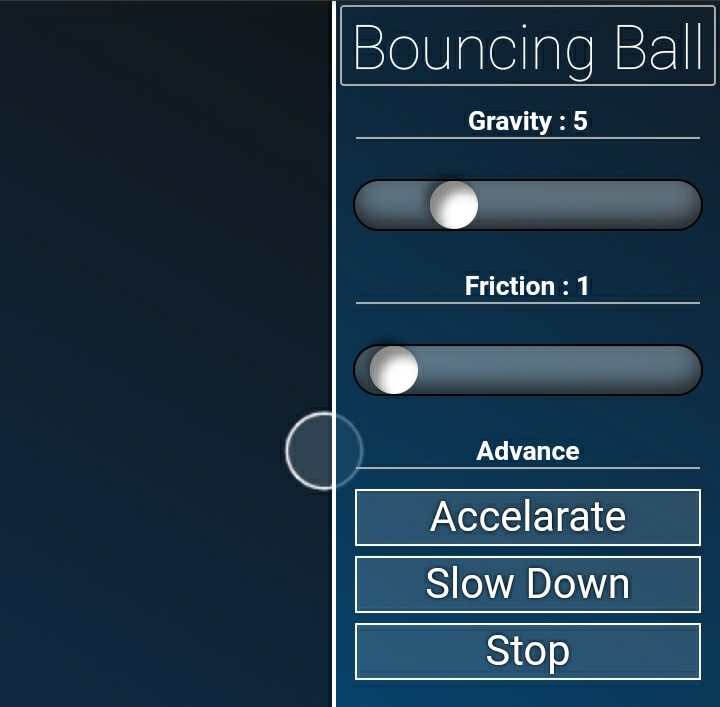 Bouncing Ball
Gravity : 5
Friction : 1
Advance
Accelarate
Slow Down
Stop